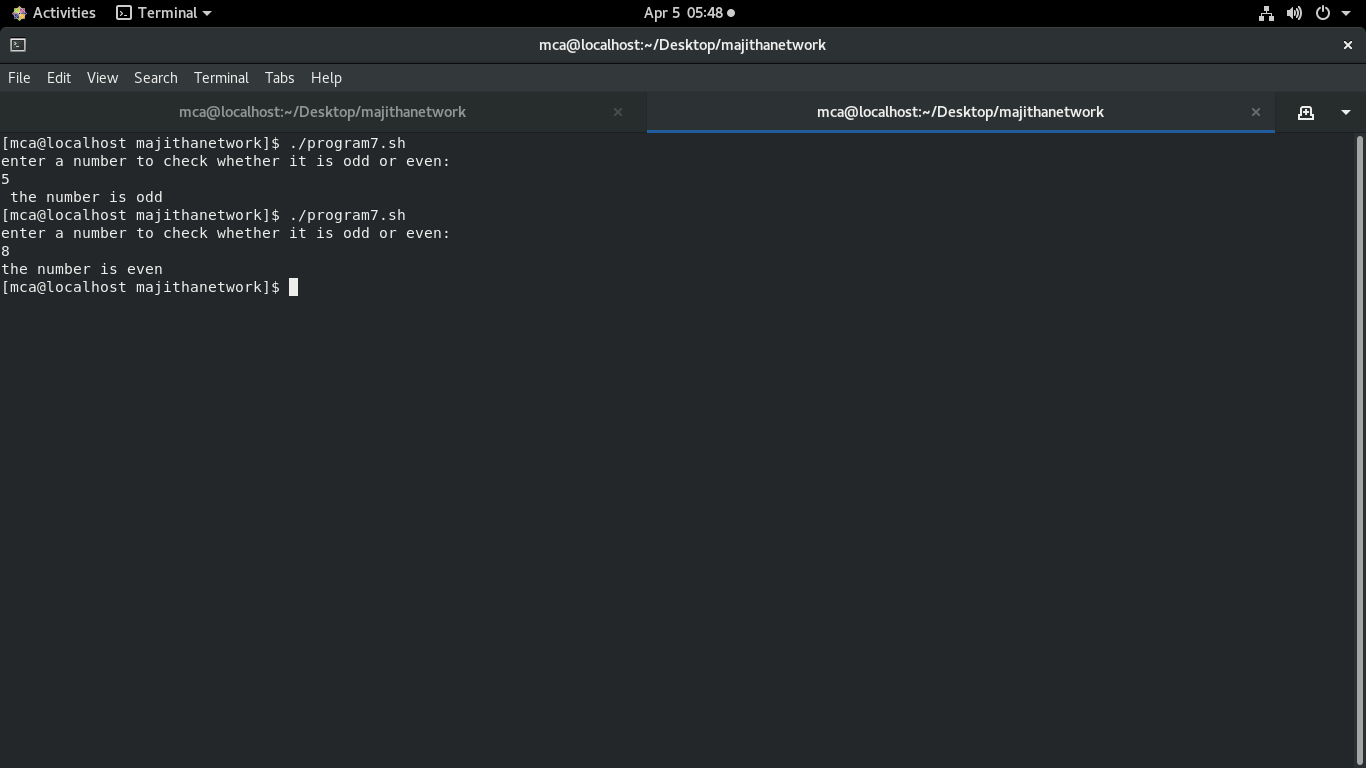 Activities Terminal Apr 5 05:48
mca@localhost:~/Desktop/majithanetwork
File Edit View Search Terminal Tabs Help
mca@localhost:~/Desktop/majithanetwork mca@localhost:~/Desktop/majithanetwork
[mca@localhost majithanetwork]$ ./program7.sh
enter a number to check whether it is odd or even:
5
 the number is odd
[mca@localhost majithanetwork]$ ./program7.sh
enter a number to check whether it is odd or even:
8
the number is even
[mca@localhost majithanetwork]$